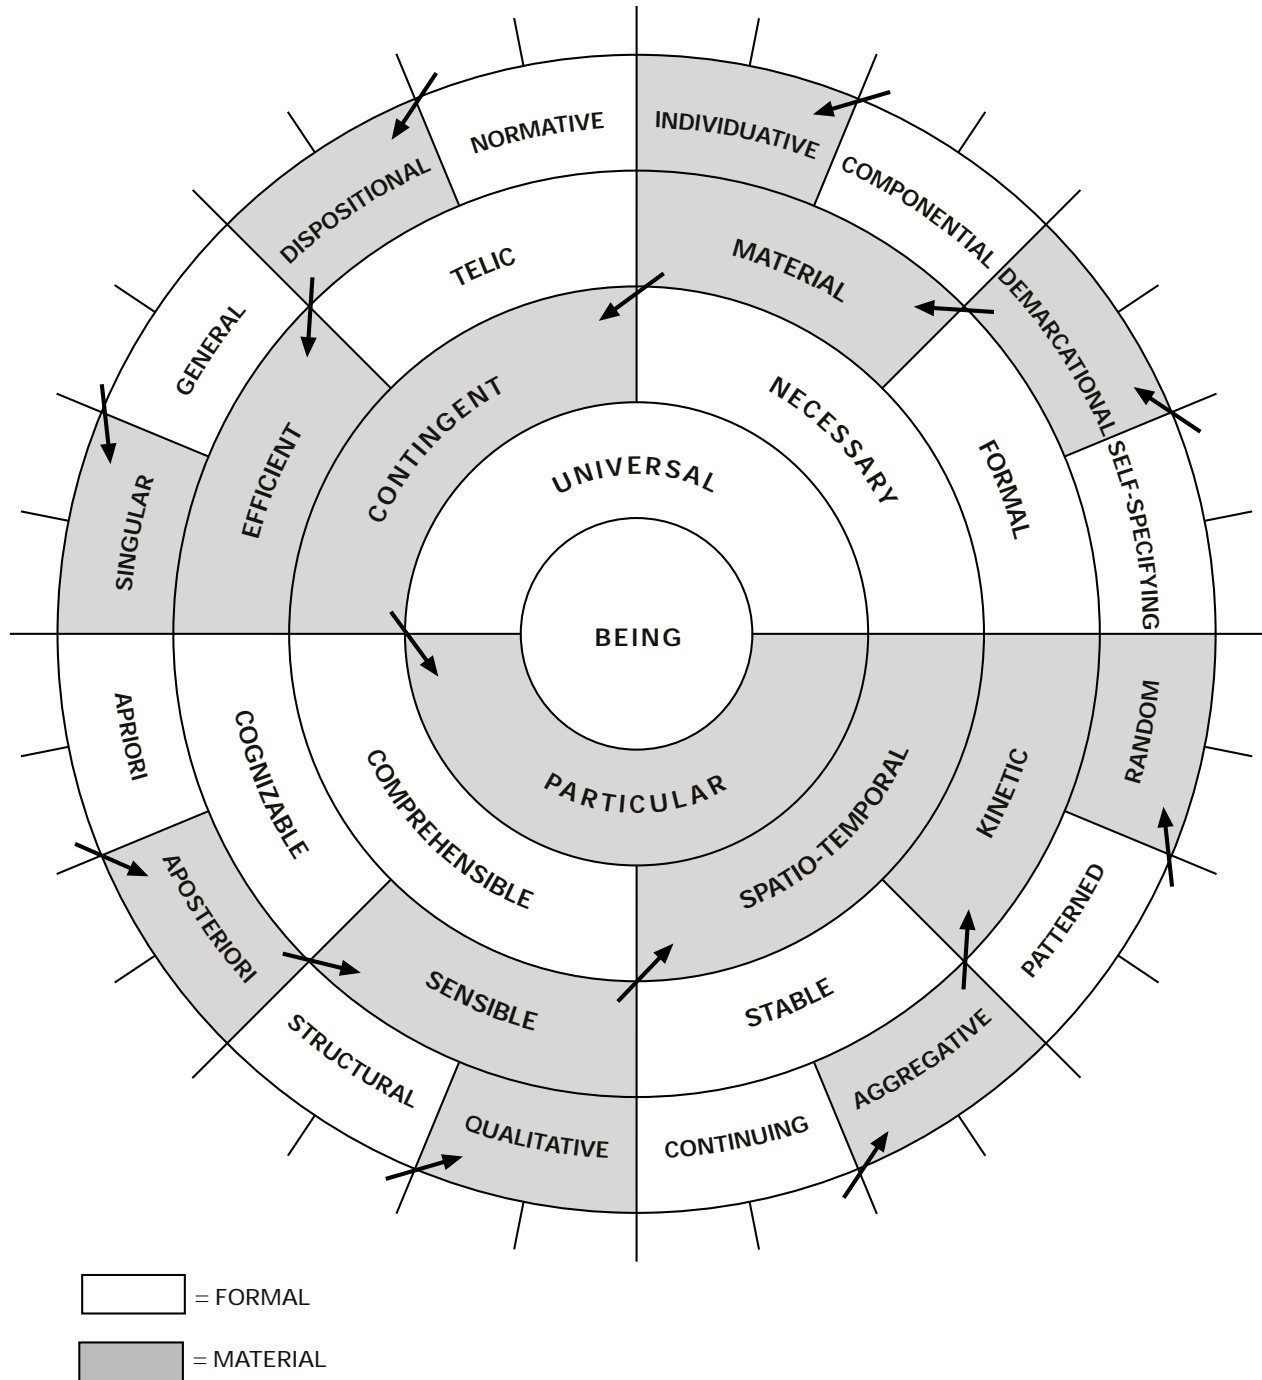 NORMATIVE
INDIVIDUATIVE
DISPOSITIONAL
COMPONENTIAL
TELIC
MATERIAL
GENERAL
DEMARCATIONAL
CONTINGENT
NECESSARY
EFFICIENT
FORMAL
SINGULAR
SELF-SPECIFYING
UNIVERSAL
BEING
APRIORI
RANDOM
COGNIZABLE
KINETIC
PARTICULAR
COMPREHENSIBLE
SPATIO-TEMPORAL
APOSTERIORI
PATTERNED
SENSIBLE
STABLE
STRUCTURAL
AGGREGATIVE
QUALITATIVE
CONTINUING
= FORMAL
= MATERIAL